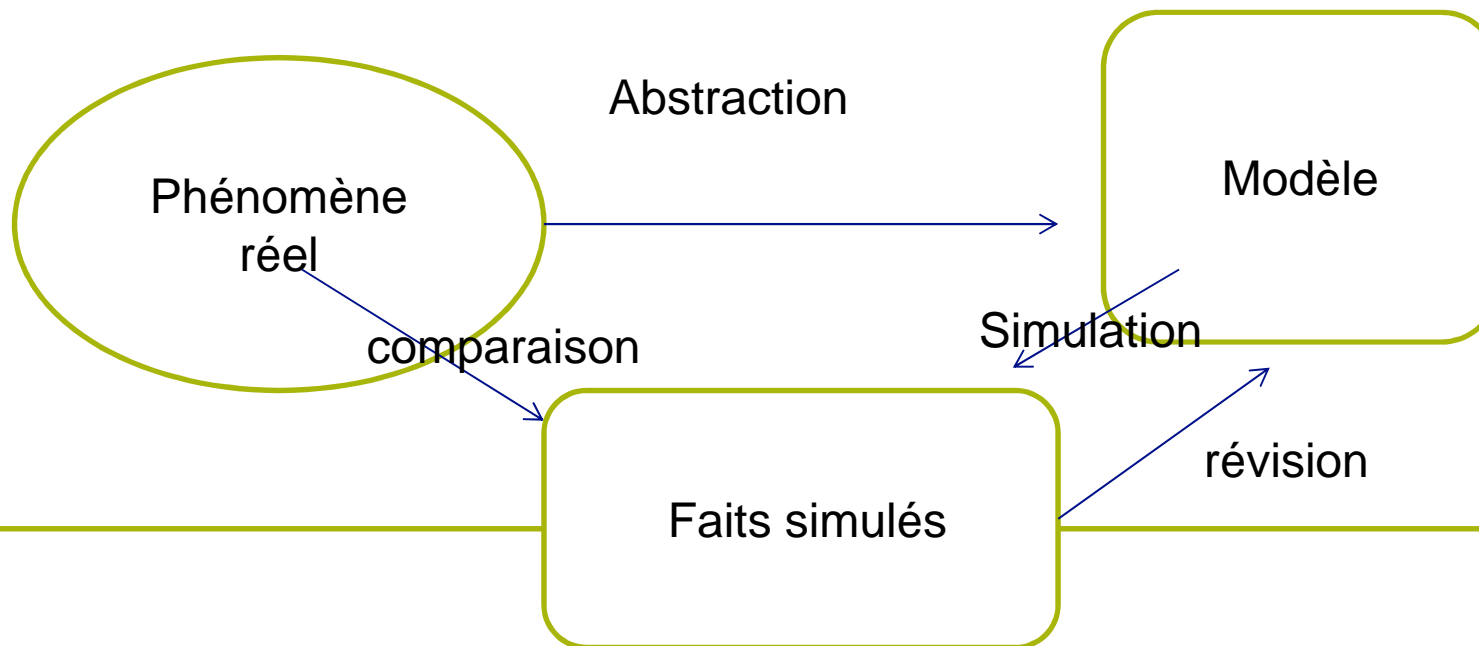 Abstraction
Modèle
Phénomène
réel
Simulation
comparaison
révision
Faits simulés